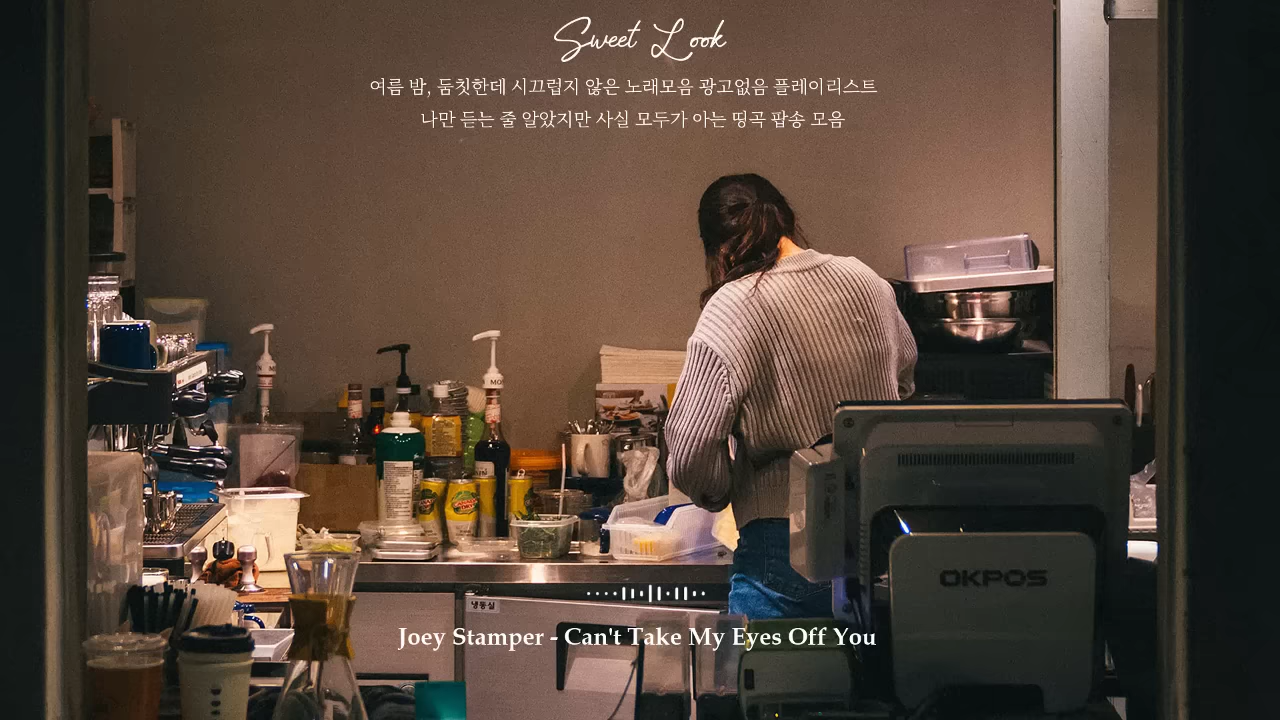 Sweet Look
여름 밤, 둠칫한데 시끄럽지 않은 노래모음 광고없음 플레이리스트
나만 듣는 줄 알았지만 사실 모두가 아는 띵곡 팝송 모음
냉동실
Joey Stamper - Can't Take My Eyes Off You
OKPOS